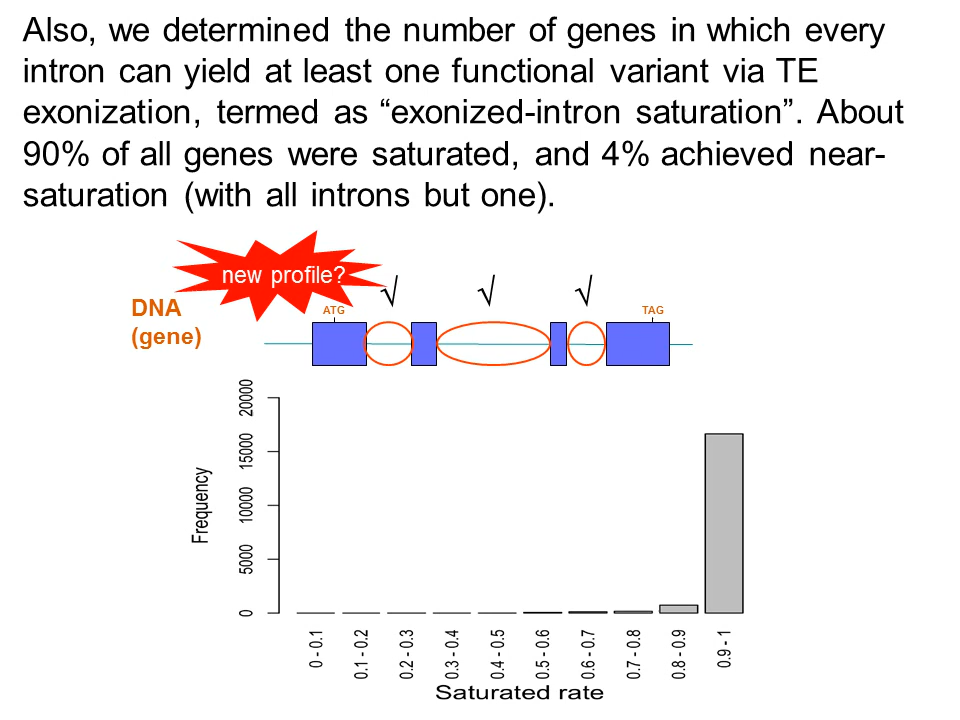 Also, we determined the number of genes in which every
intron can yield at least one functional variant via TE
exonization, termed as “exonized-intron saturation”. About
90% of all genes were saturated, and 4% achieved near-
saturation (with all introns but one).
new profile?
√ √ √
DNA
(gene)
ATG TAG
Frequency
20000
15000
10000
5000
0
0 - 0.1
0.1 - 0.2
0.2 - 0.3
0.3 - 0.4
0.4 - 0.5
0.5 - 0.6
0.6 - 0.7
0.7 - 0.8
0.8 - 0.9
0.9 - 1
Saturated rate